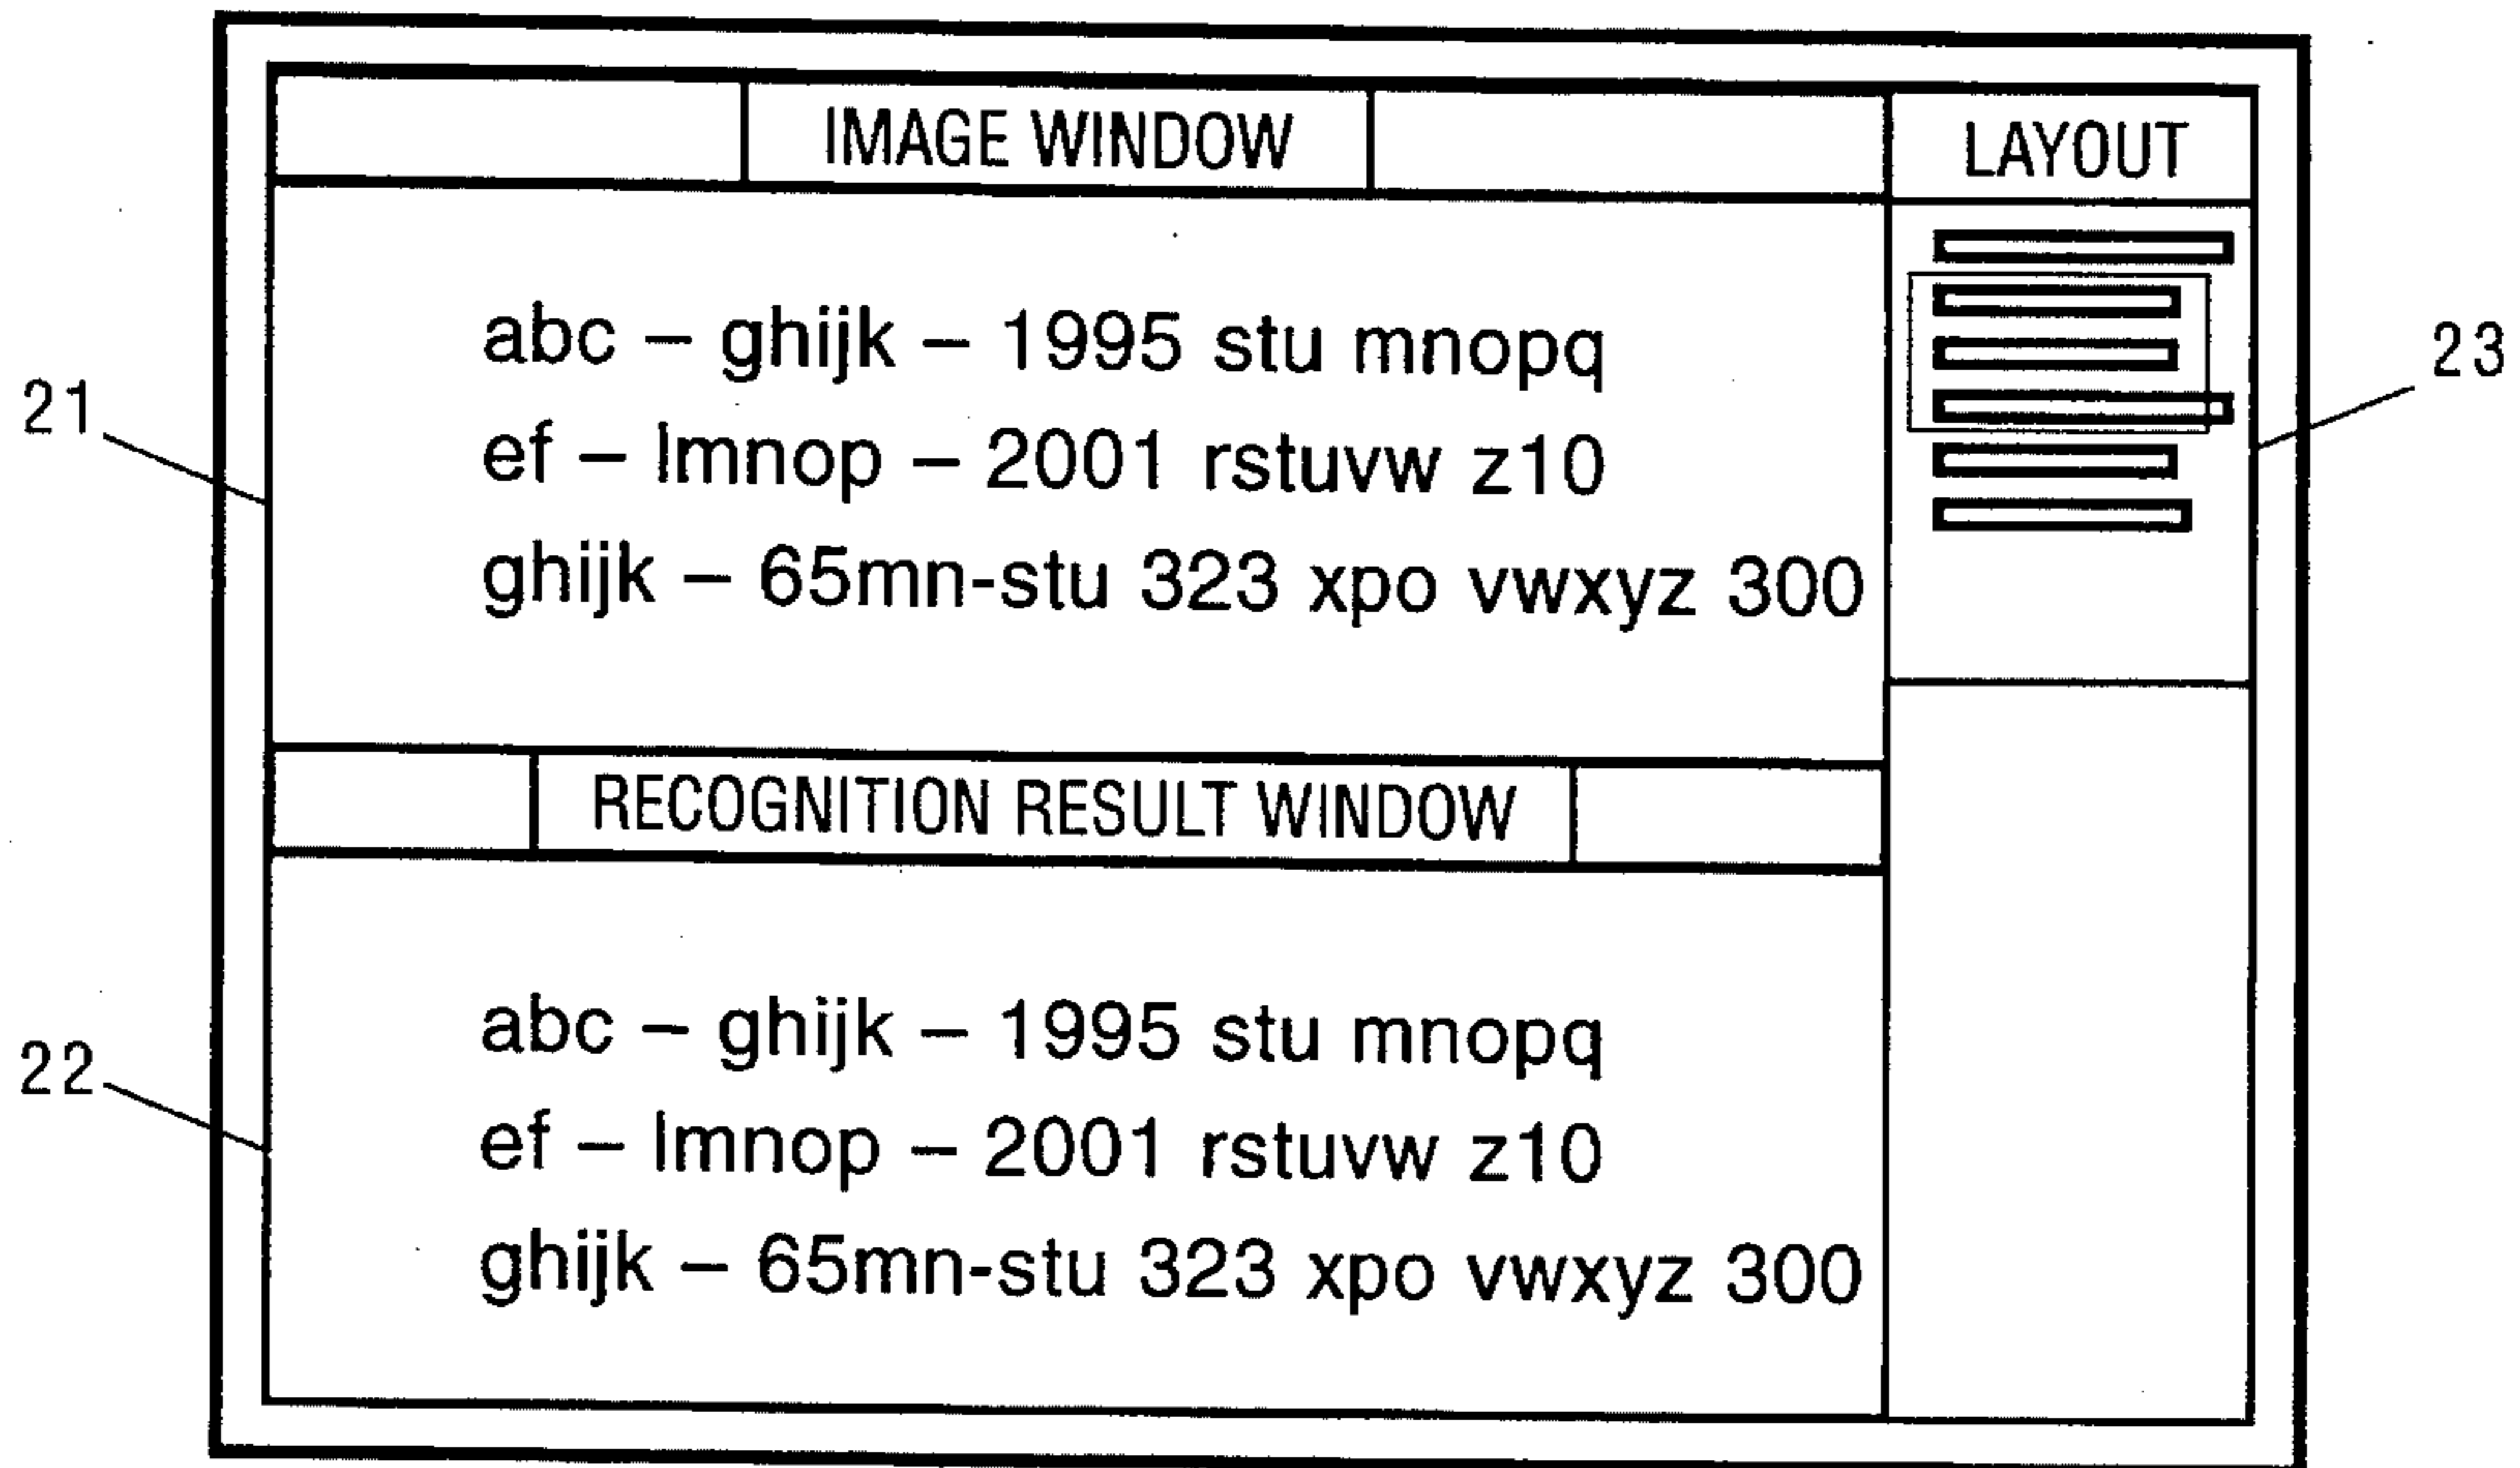 IMAGE WINDOW
LAYOUT
abc – ghijk – 1995 stu mnopq
ef – lmnop – 2001 rstuvw z10
ghijk – 65mn-stu 323 xpo vwxyz 300
21
23
RECOGNITION RESULT WINDOW
abc – ghijk – 1995 stu mnopq
ef – lmnop – 2001 rstuvw z10
ghijk – 65mn-stu 323 xpo vwxyz 300
22